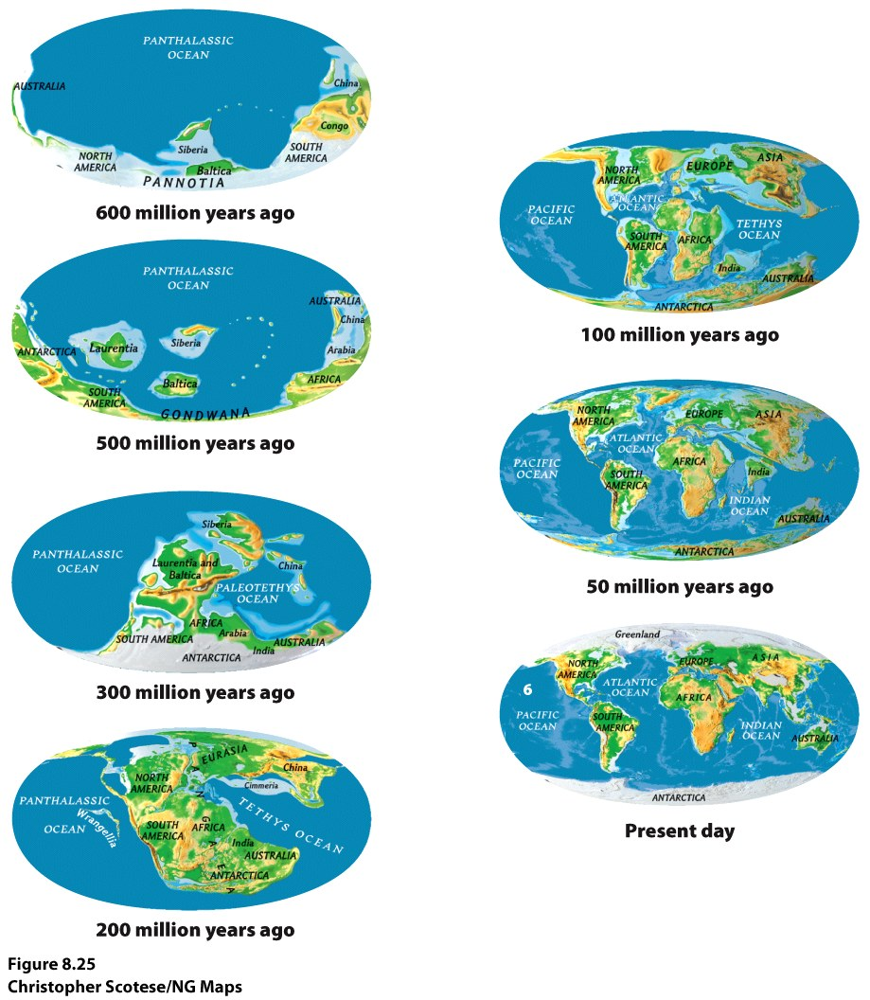 PANTHALASSIC
OCEAN
AUSTRALIA
China
Congo
Siberia
SOUTH
AMERICA
NORTH
AMERICA
Baltica
PANNOTIA
600 million years ago
PANTHALASSIC
OCEAN
AUSTRALIA
China
Siberia
Laurentia
ANTARCTICA
Arabia
Baltica
AFRICA
SOUTH
AMERICA
GONDWANA
500 million years ago
Siberia
PANTHALASSIC
OCEAN
Laurentia and
Baltica
China
PALEOTETHYS
OCEAN
AFRICA
Arabia
SOUTH AMERICA
AUSTRALIA
India
ANTARCTICA
300 million years ago
PANGAEA
EURASIA
China
NORTH
AMERICA
Cimmeria
PANTHALASSIC
OCEAN
Wrangellia
TETHYS OCEAN
SOUTH
AMERICA
AFRICA
India
AUSTRALIA
ANTARCTICA
200 million years ago
ASIA
EUROPE
NORTH
AMERICA
ATLANTIC
OCEAN
PACIFIC
OCEAN
TETHYS
OCEAN
SOUTH
AMERICA
AFRICA
India
AUSTRALIA
ANTARCTICA
100 million years ago
NORTH
AMERICA
EUROPE
ASIA
ATLANTIC
OCEAN
PACIFIC
OCEAN
AFRICA
India
SOUTH
AMERICA
INDIAN
OCEAN
AUSTRALIA
ANTARCTICA
50 million years ago
Greenland
NORTH
AMERICA
EUROPE
ASIA
6
ATLANTIC
OCEAN
AFRICA
PACIFIC
OCEAN
SOUTH
AMERICA
INDIAN
OCEAN
AUSTRALIA
ANTARCTICA
Present day
Figure 8.25
Christopher Scotese/NG Maps